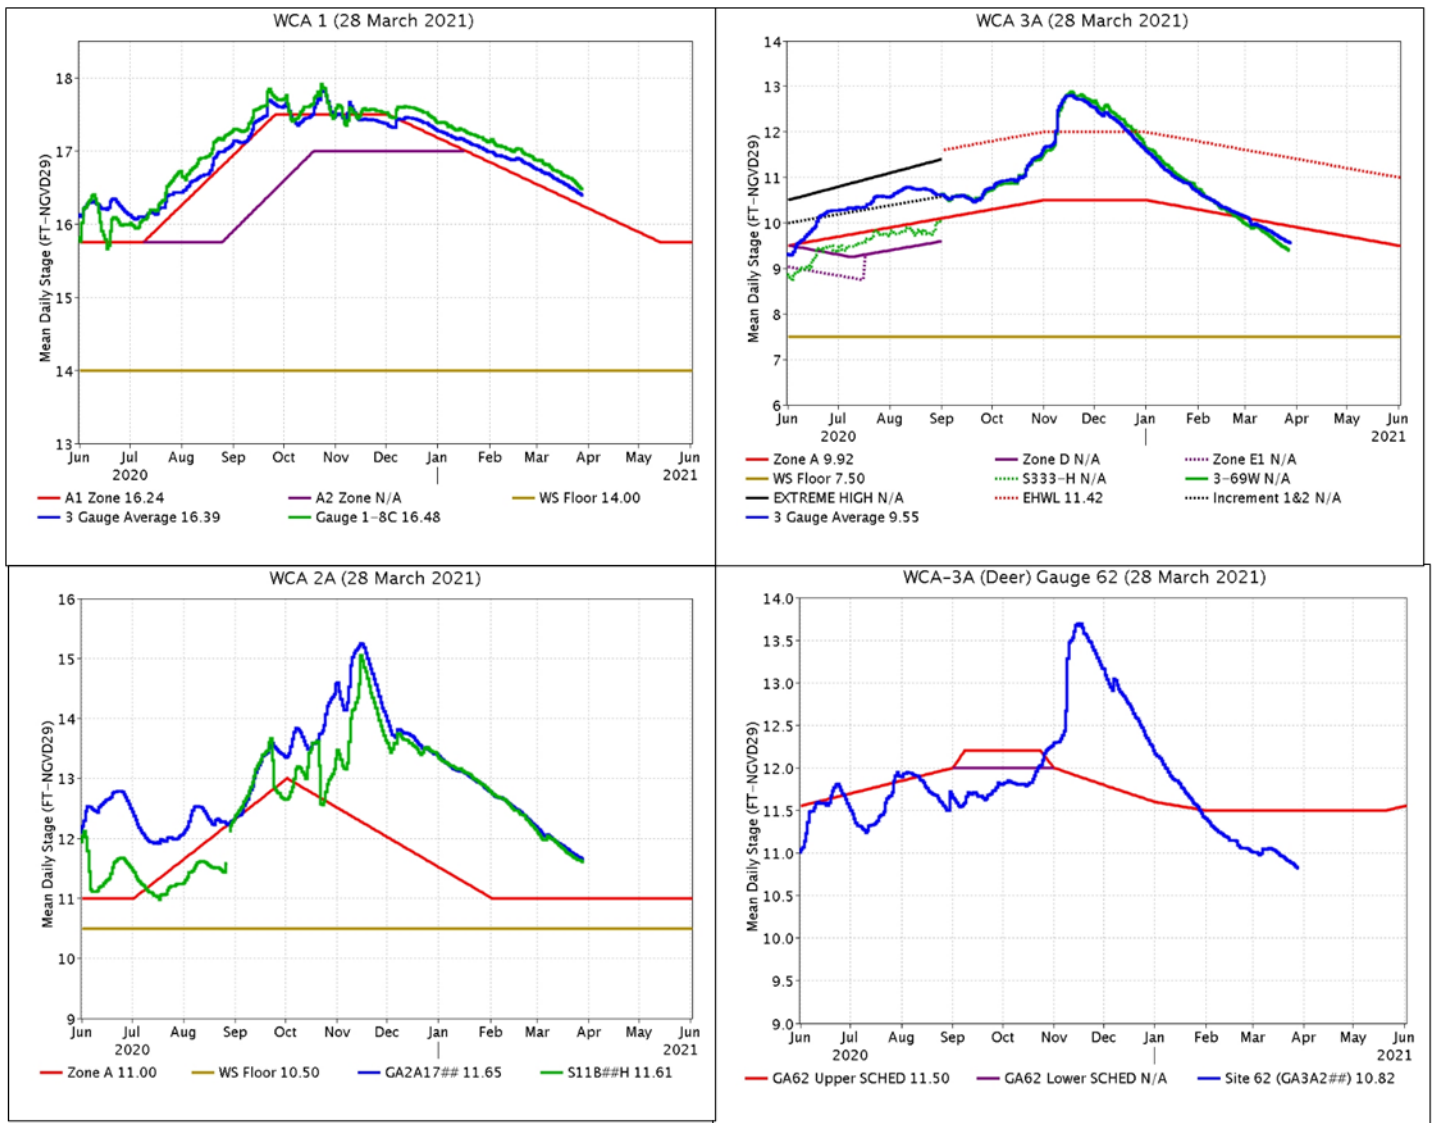 WCA 1 (28 March 2021)
Mean Daily Stage (FT-NGVD29)
18
17
16
15
14
13
Jun Jul Aug Sep Oct Nov Dec Jan Feb Mar Apr May Jun
2020 2021
A1 Zone 16.24 A2 Zone N/A WS Floor 14.00
3 Gauge Average 16.39 Gauge 1-8C 16.48
WCA 3A (28 March 2021)
Mean Daily Stage (FT-NGVD29)
14
13
12
11
10
9
8
7
6
Jun Jul Aug Sep Oct Nov Dec Jan Feb Mar Apr May Jun
2020 2021
Zone A 9.92 Zone D N/A Zone E1 N/A
WS Floor 7.50 S333-H N/A 3-69W N/A
EXTREME HIGH N/A EHWL 11.42 Increment 1&2 N/A
3 Gauge Average 9.55
WCA 2A (28 March 2021)
Mean Daily Stage (FT-NGVD29)
16
15
14
13
12
11
10
9
Jun Jul Aug Sep Oct Nov Dec Jan Feb Mar Apr May Jun
2020 2021
Zone A 11.00 WS Floor 10.50 GA2A17## 11.65 S11B##H 11.61
WCA-3A (Deer) Gauge 62 (28 March 2021)
Mean Daily Stage (FT-NGVD29)
14.0
13.5
13.0
12.5
12.0
11.5
11.0
10.5
10.0
9.5
9.0
Jun Jul Aug Sep Oct Nov Dec Jan Feb Mar Apr May Jun
2020 2021
GA62 Upper SCHED 11.50 GA62 Lower SCHED N/A Site 62 (GA3A2##) 10.82